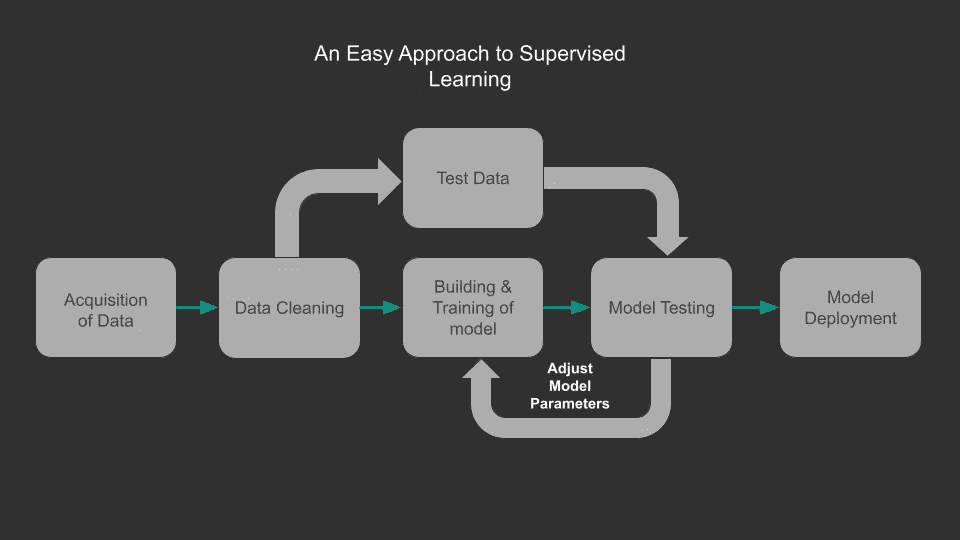 An Easy Approach to Supervised
Learning
Test Data
Acquisition
of Data
Data Cleaning
Building &
Training of
model
Model Testing
Model
Deployment
Adjust
Model
Parameters